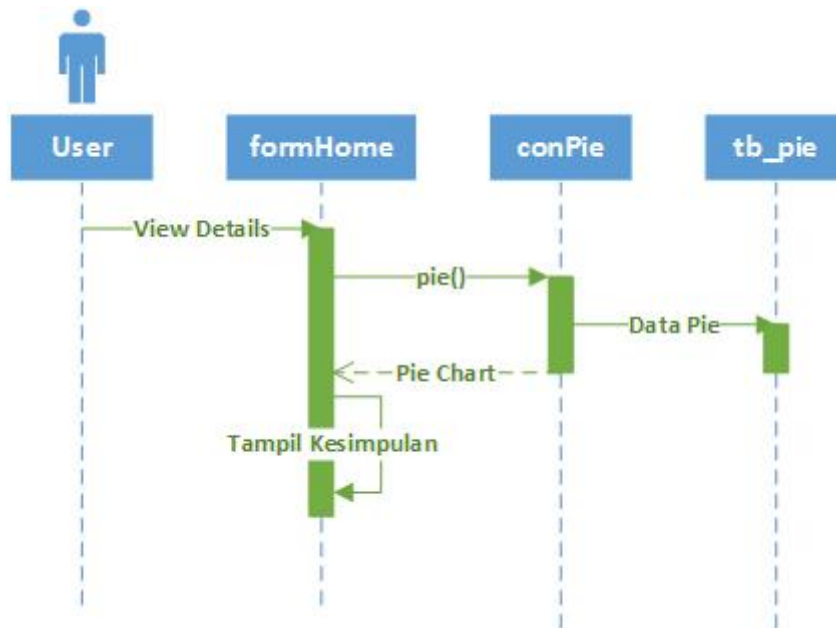 User
formHome
conPie
tb_pie
View Details
pie()
Data Pie
Pie Chart
Tampil Kesimpulan